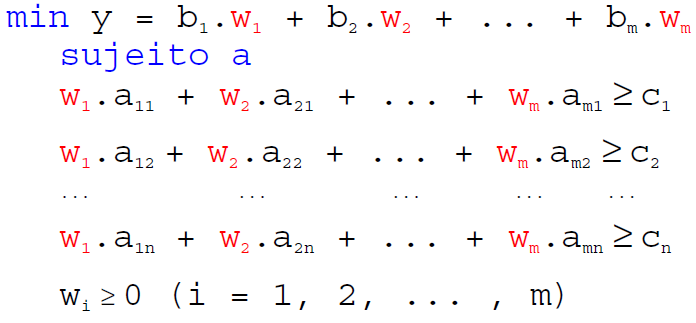 min y = b₁.w₁ + b₂.w₂ + ... + bₘ.wₘ
sujeito a
w₁.a₁₁ + w₂.a₂₁ + ... + wₘ.aₘ₁ ≥ c₁
w₁.a₁₂ + w₂.a₂₂ + ... + wₘ.aₘ₂ ≥ c₂
... ... ... ... ...
w₁.a₁ₙ + w₂.a₂ₙ + ... + wₘ.aₘₙ ≥ cₙ
wᵢ ≥ 0 (i = 1, 2, ... , m)